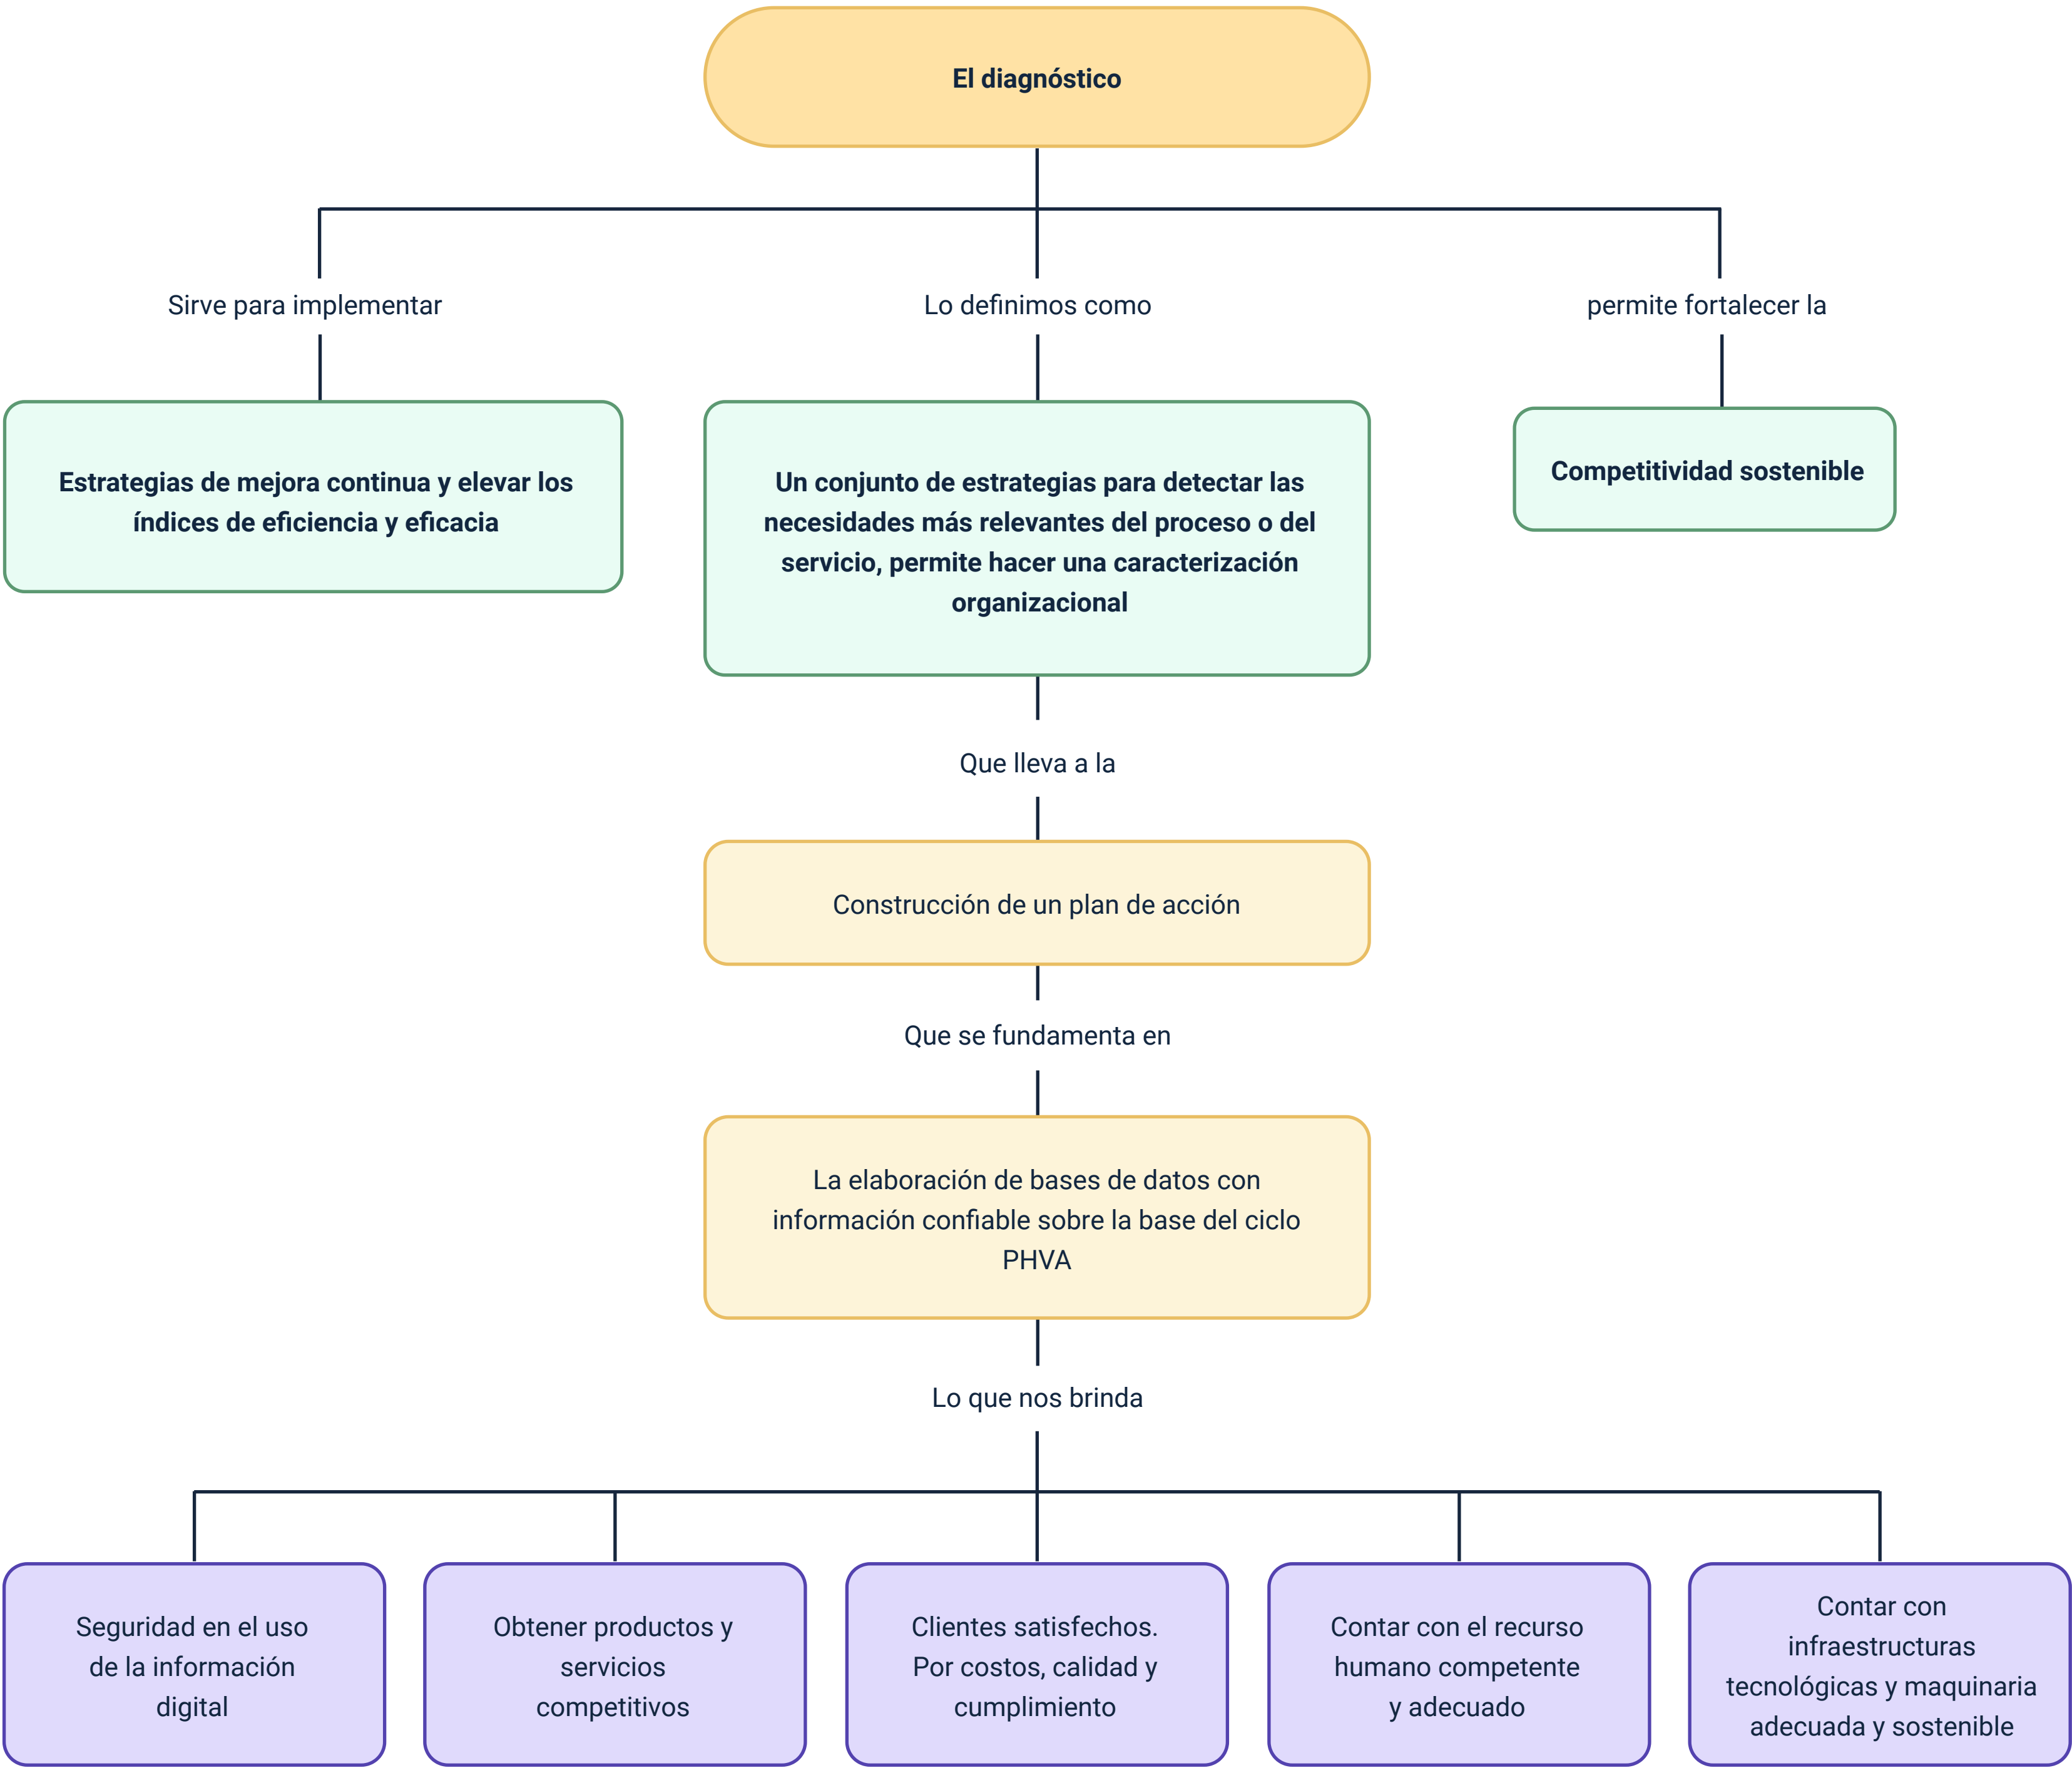 El diagnóstico
Sirve para implementar
Lo definimos como
permite fortalecer la
Estrategias de mejora continua y elevar los
índices de eficiencia y eficacia
Un conjunto de estrategias para detectar las
necesidades más relevantes del proceso o del
servicio, permite hacer una caracterización
organizacional
Competitividad sostenible
Que lleva a la
Construcción de un plan de acción
Que se fundamenta en
La elaboración de bases de datos con
información confiable sobre la base del ciclo
PHVA
Lo que nos brinda
Seguridad en el uso
de la información
digital
Obtener productos y
servicios
competitivos
Clientes satisfechos.
Por costos, calidad y
cumplimiento
Contar con el recurso
humano competente
y adecuado
Contar con
infraestructuras
tecnológicas y maquinaria
adecuada y sostenible